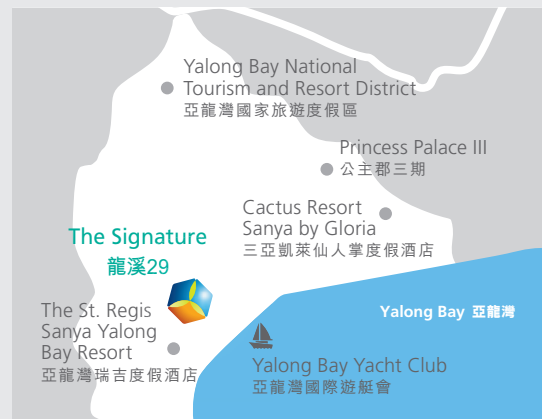 Yalong Bay National
Tourism and Resort District
亞龍灣國家旅遊度假區
Princess Palace III
公主郡三期
Cactus Resort
Sanya by Gloria
三亞凱萊仙人掌度假酒店
The Signature
龍溪29
Yalong Bay 亞龍灣
The St. Regis
Sanya Yalong
Bay Resort
亞龍灣瑞吉度假酒店
Yalong Bay Yacht Club
亞龍灣國際遊艇會